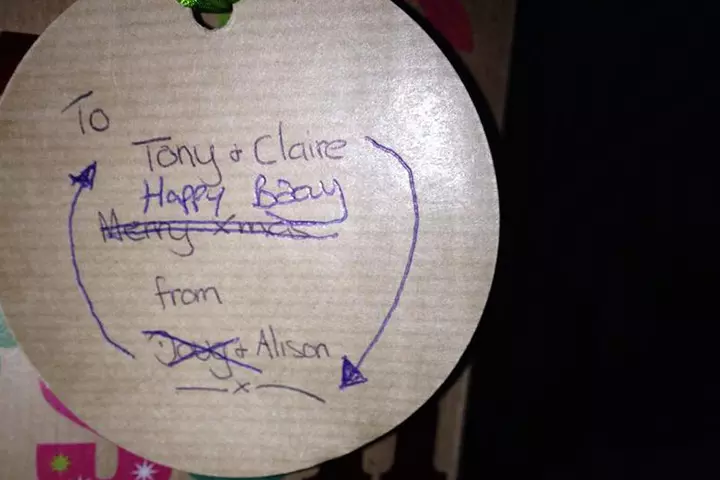 To
Tony + Claire
Happy Bday
Merry Xmas
from
Doug + Alison
x